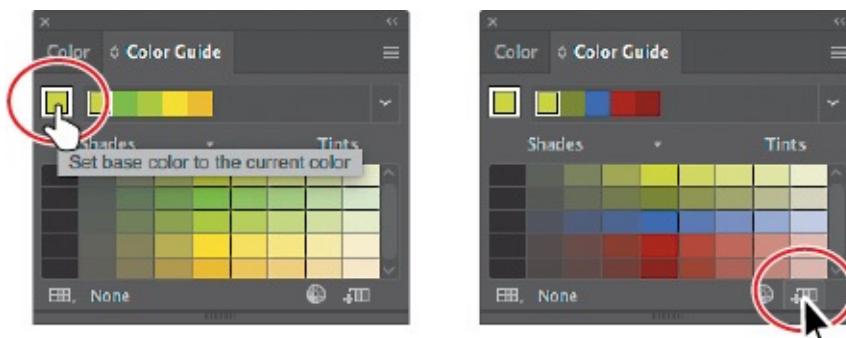 Color Color Guide
Shades Tints
Set base color to the current color
None
Color Color Guide
Shades Tints
None